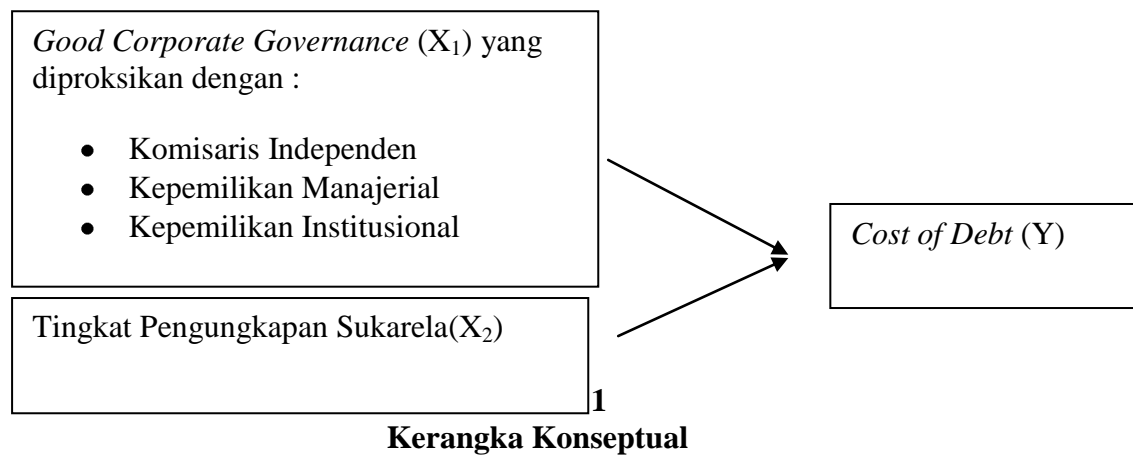 Good Corporate Governance (X₁) yang
diproksikan dengan :
• Komisaris Independen
• Kepemilikan Manajerial
• Kepemilikan Institusional
Cost of Debt (Y)
Tingkat Pengungkapan Sukarela(X₂)
1
Kerangka Konseptual